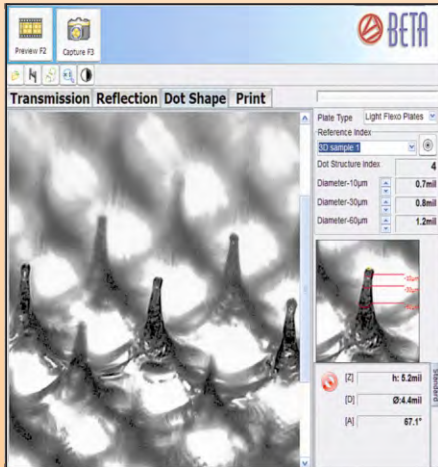 Preview F2
Capture F3
BETA
Transmission Reflection Dot Shape Print
Plate Type Light Flexo Plates
Reference Index
3D sample 1
Dot Structure Index 4
Diameter-10µm 0.7mil
Diameter-30µm 0.8mil
Diameter-60µm 1.2mil
[Z] h: 5.2mil
[D] Ø:4.4mil
[A] 67.1°
Standard